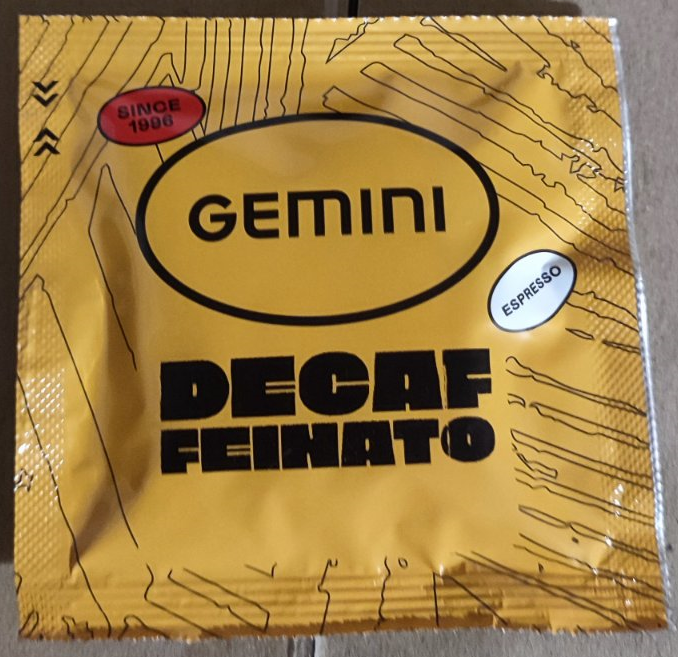 SINCE
1996
GEMINI
ESPRESSO
DECAF
FEINATO